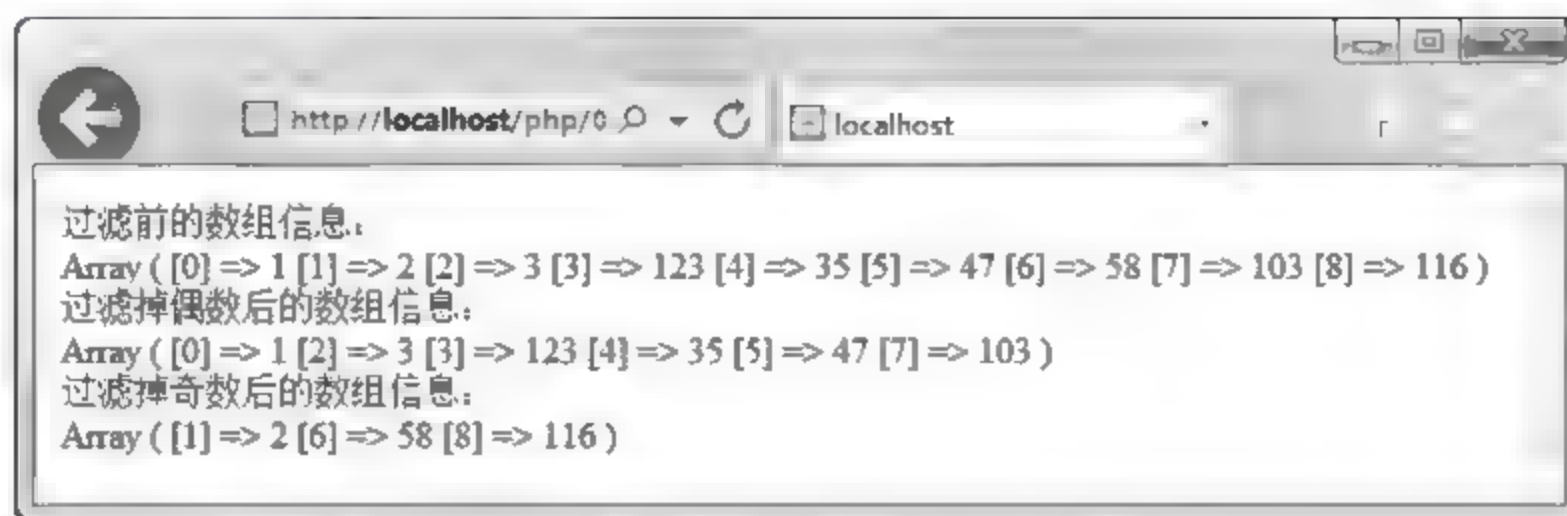 http://localhost/php/0
localhost
过滤前的数组信息:
Array ( [0] => 1 [1] => 2 [2] => 3 [3] => 123 [4] => 35 [5] => 47 [6] => 58 [7] => 103 [8] => 116 )
过滤掉偶数后的数组信息:
Array ( [0] => 1 [2] => 3 [3] => 123 [4] => 35 [5] => 47 [7] => 103 )
过滤掉奇数后的数组信息:
Array ( [1] => 2 [6] => 58 [8] => 116 )